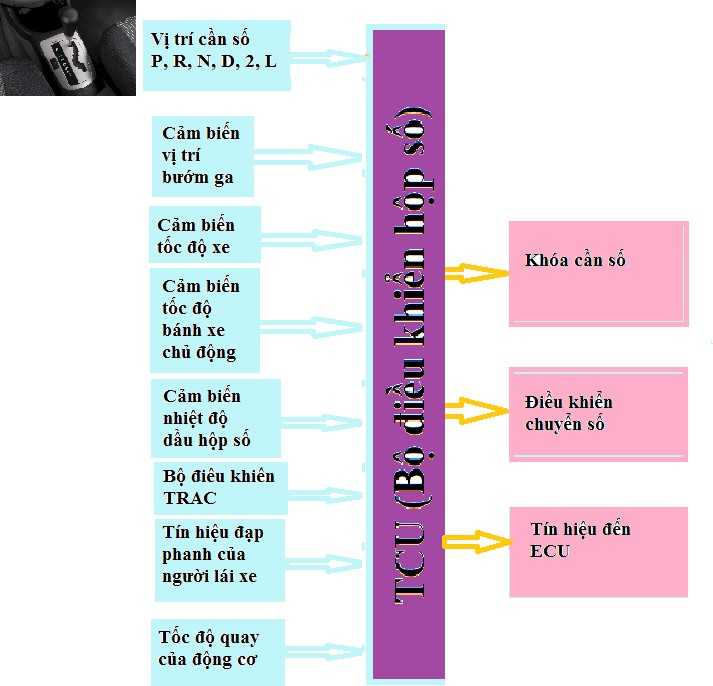 Vị trí cần số
P, R, N, D, 2, L
Cảm biến
vị trí
bướm ga
Cảm biến
tốc độ xe
Cảm biến
tốc độ
bánh xe
chủ động
Cảm biến
nhiệt độ
dầu hộp số
Bộ điêu khiên
TRAC
Tín hiệu đạp
phanh của
người lái xe
Tốc độ quay
của động cơ
TCU (Bộ điều khiển hộp số)
Khóa cần số
Điều khiển
chuyển số
Tín hiệu đến
ECU